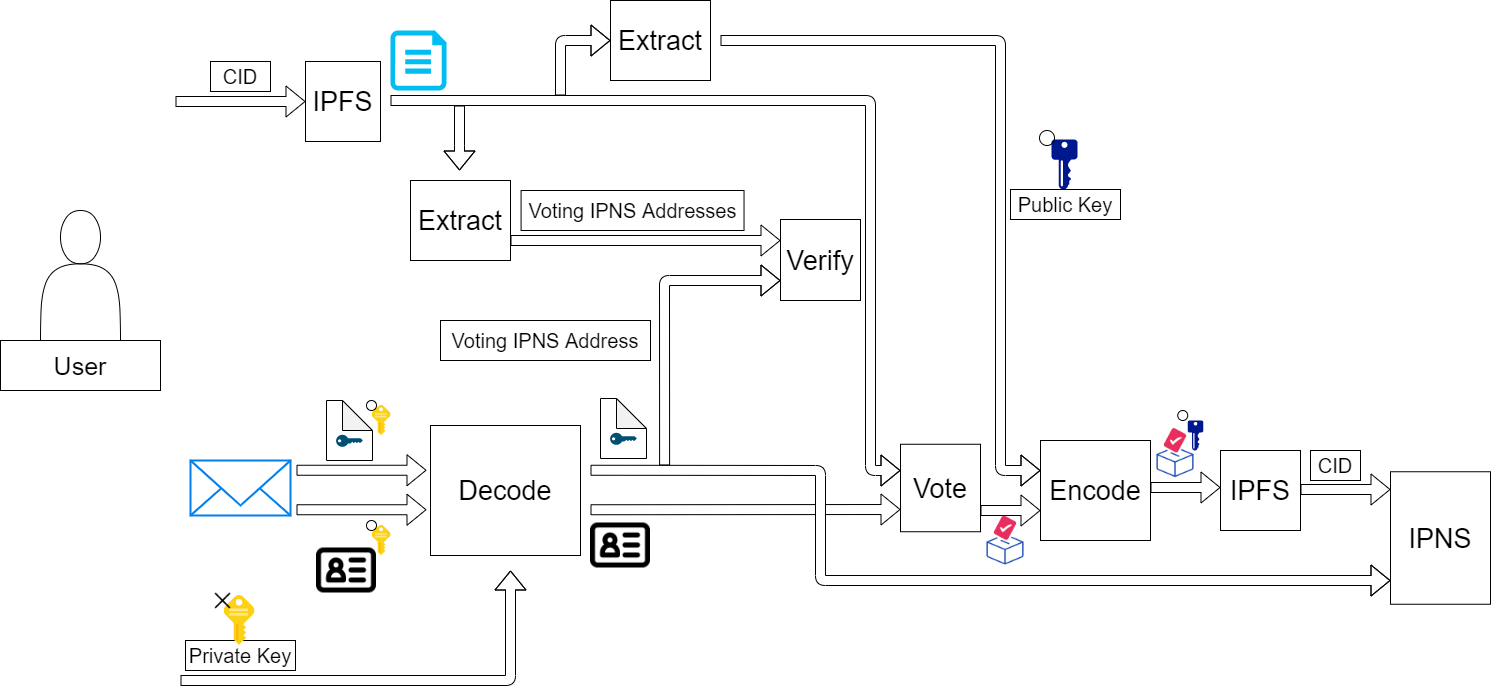 Extract
CID
IPFS
Public Key
Extract
Voting IPNS Addresses
Verify
Voting IPNS Address
User
Decode
Vote
Encode
IPFS
CID
IPNS
Private Key